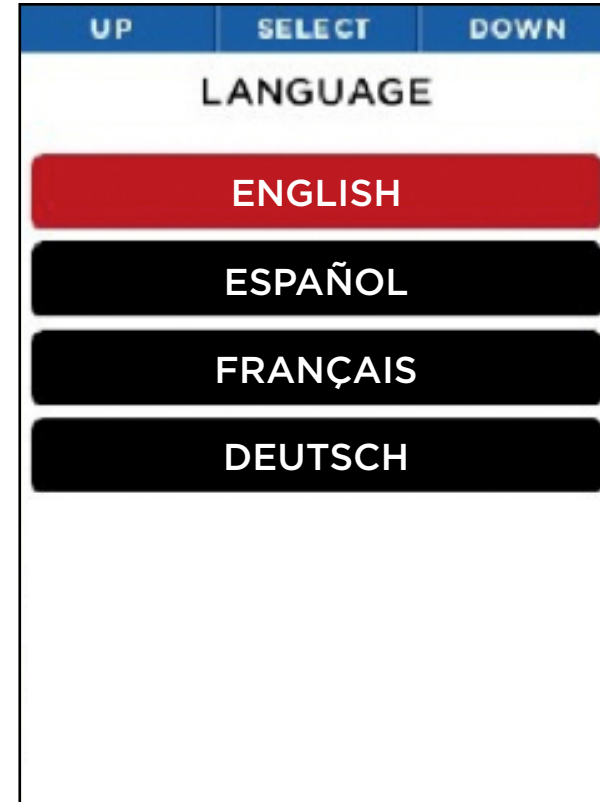 UP SELECT DOWN
LANGUAGE
ENGLISH
ESPAÑOL
FRANÇAIS
DEUTSCH